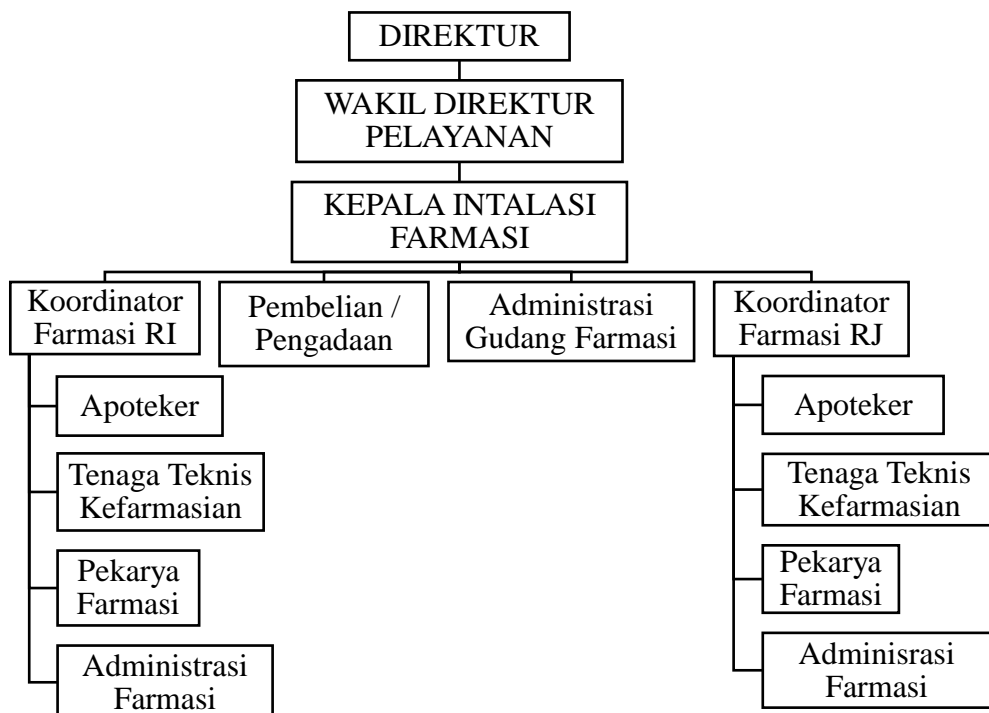 DIREKTUR
WAKIL DIREKTUR
PELAYANAN
KEPALA INTALASI
FARMASI
Koordinator
Farmasi RI
Pembelian /
Pengadaan
Administrasi
Gudang Farmasi
Koordinator
Farmasi RJ
Apoteker
Tenaga Teknis
Kefarmasian
Pekarya
Farmasi
Administrasi
Farmasi
Apoteker
Tenaga Teknis
Kefarmasian
Pekarya
Farmasi
Adminisrasi
Farmasi